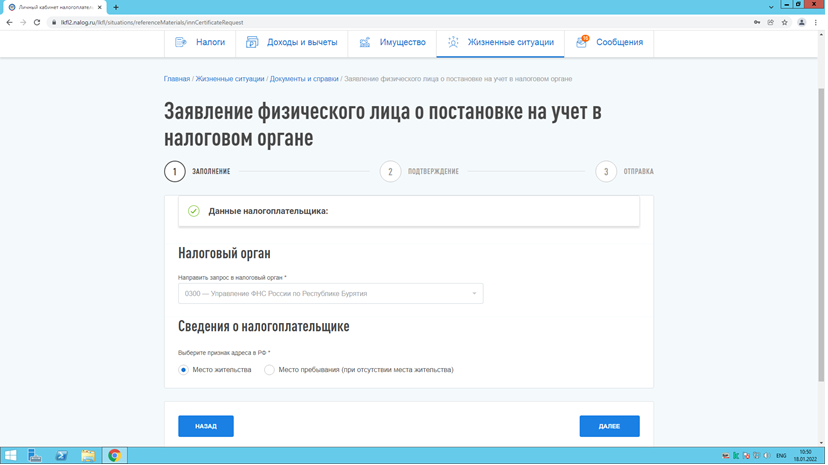 Личный кабинет налогоплатель
lkfl2.nalog.ru/lkfl/situations/referenceMaterials/innCertificateRequest
Налоги
Доходы и вычеты
Имущество
Жизненные ситуации
Сообщения
Главная / Жизненные ситуации / Документы и справки / Заявление физического лица о постановке на учет в налоговом органе
Заявление физического лица о постановке на учет в
налоговом органе
1 ЗАПОЛНЕНИЕ
2 ПОДТВЕРЖДЕНИЕ
3 ОТПРАВКА
Данные налогоплательщика:
Налоговый орган
Направить запрос в налоговый орган *
0300 — Управление ФНС России по Республике Бурятия
Сведения о налогоплательщике
Выберите признак адреса в РФ *
Место жительства
Место пребывания (при отсутствии места жительства)
НАЗАД
ДАЛЕЕ
ENG
10:50
18.01.2022